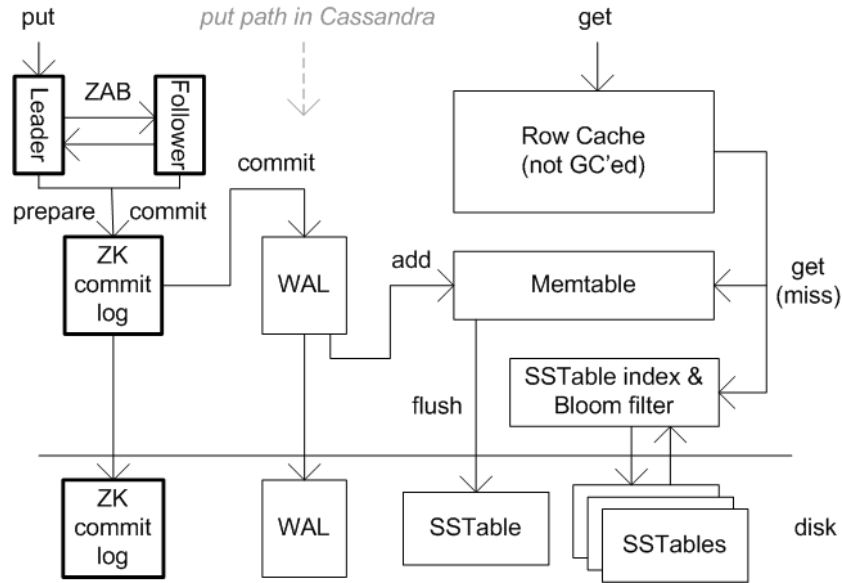 put
put path in Cassandra
get
Leader
ZAB
Follower
Row Cache
(not GC'ed)
commit
prepare
commit
ZK
commit
log
WAL
add
Memtable
get
(miss)
SSTable index &
Bloom filter
flush
ZK
commit
log
WAL
SSTable
SSTables
disk